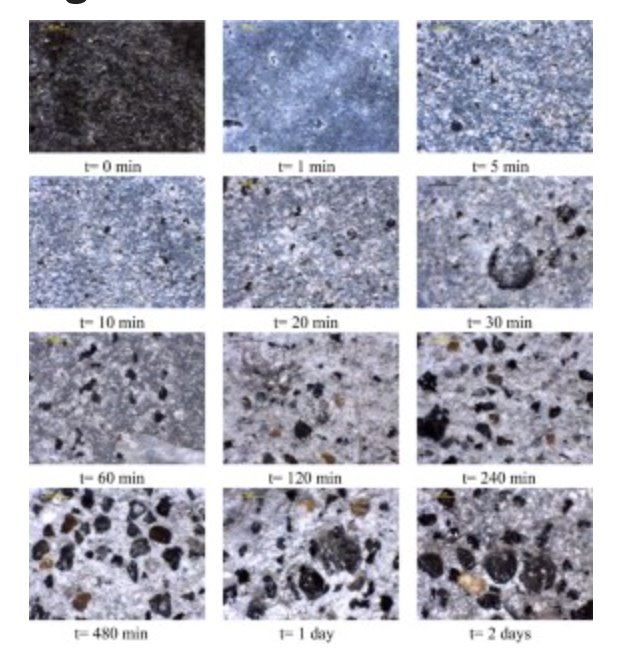 t= 0 min
t= 1 min
t= 5 min
t= 10 min
t= 20 min
t= 30 min
t= 60 min
t= 120 min
t= 240 min
t= 480 min
t= 1 day
t= 2 days